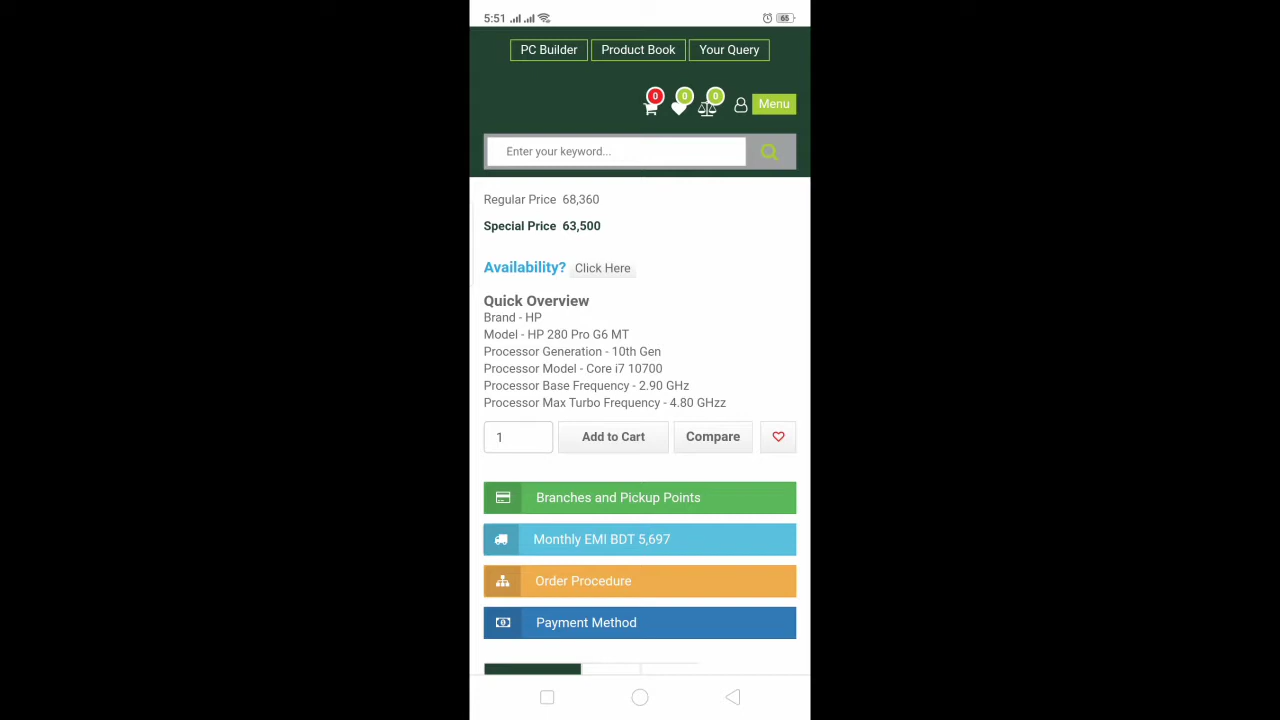 5:51
65
PC Builder Product Book Your Query
0 0 0 Menu
Enter your keyword...
Regular Price 68,360
Special Price 63,500
Availability? Click Here
Quick Overview
Brand - HP
Model - HP 280 Pro G6 MT
Processor Generation - 10th Gen
Processor Model - Core i7 10700
Processor Base Frequency - 2.90 GHz
Processor Max Turbo Frequency - 4.80 GHzz
1 Add to Cart Compare
Branches and Pickup Points
Monthly EMI BDT 5,697
Order Procedure
Payment Method